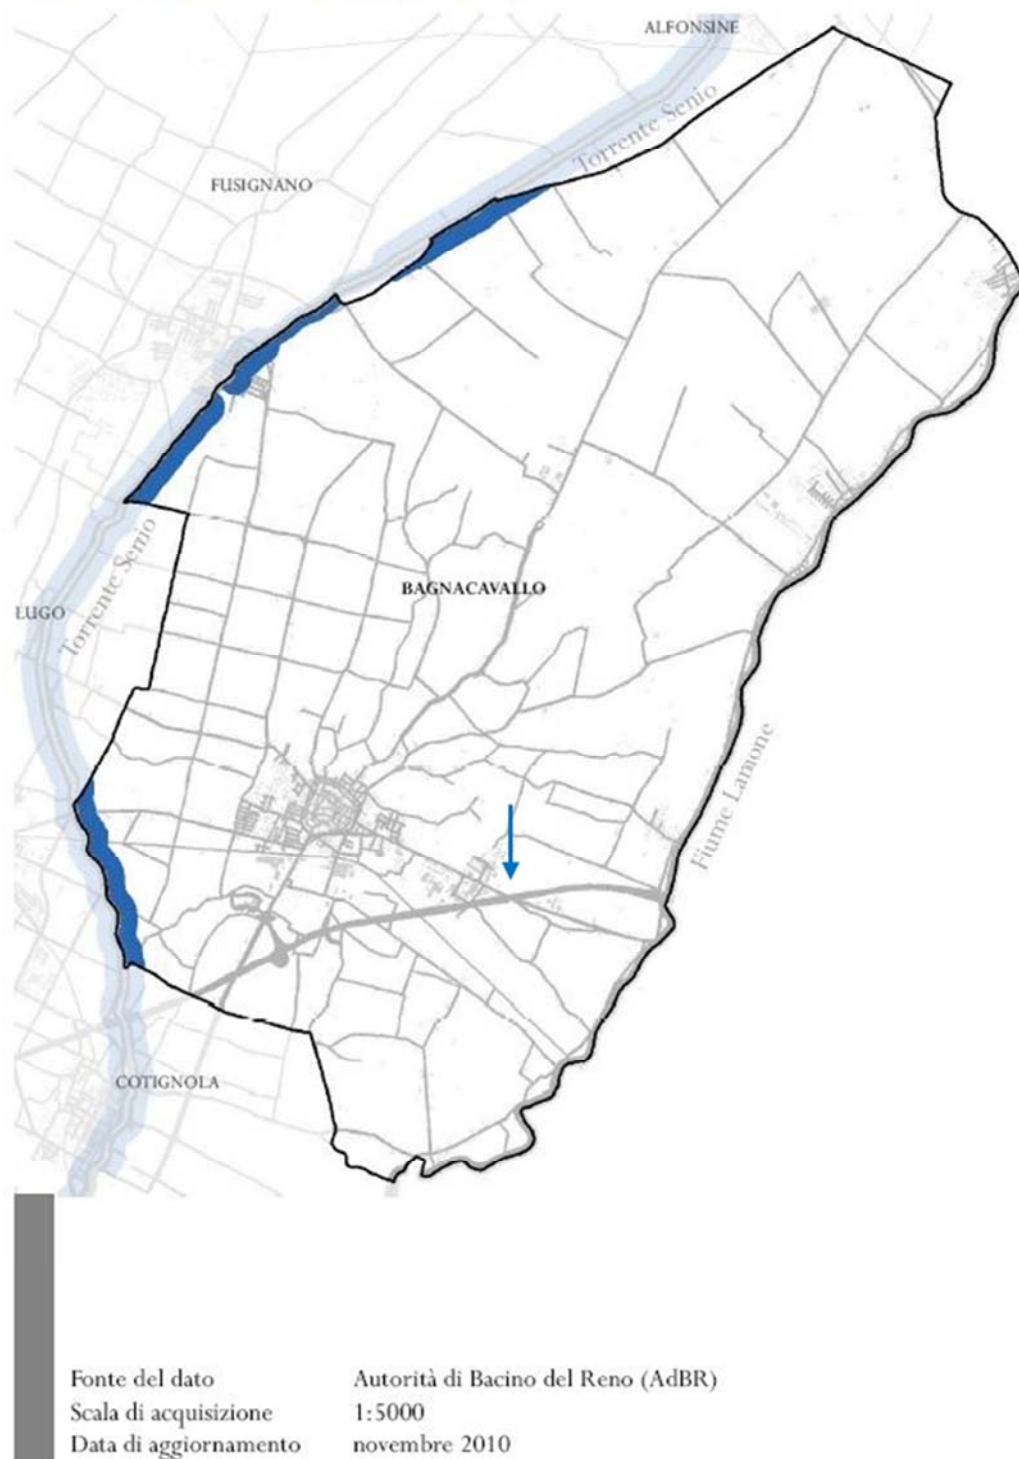 ALFONSINE
Torrente Senio
FUSIGNANO
BAGNACAVALLO
LUGO
Torrente Senio
Fiume Lamone
COTIGNOLA
Fonte del dato Autorità di Bacino del Reno (AdBR)
Scala di acquisizione 1:5000
Data di aggiornamento novembre 2010